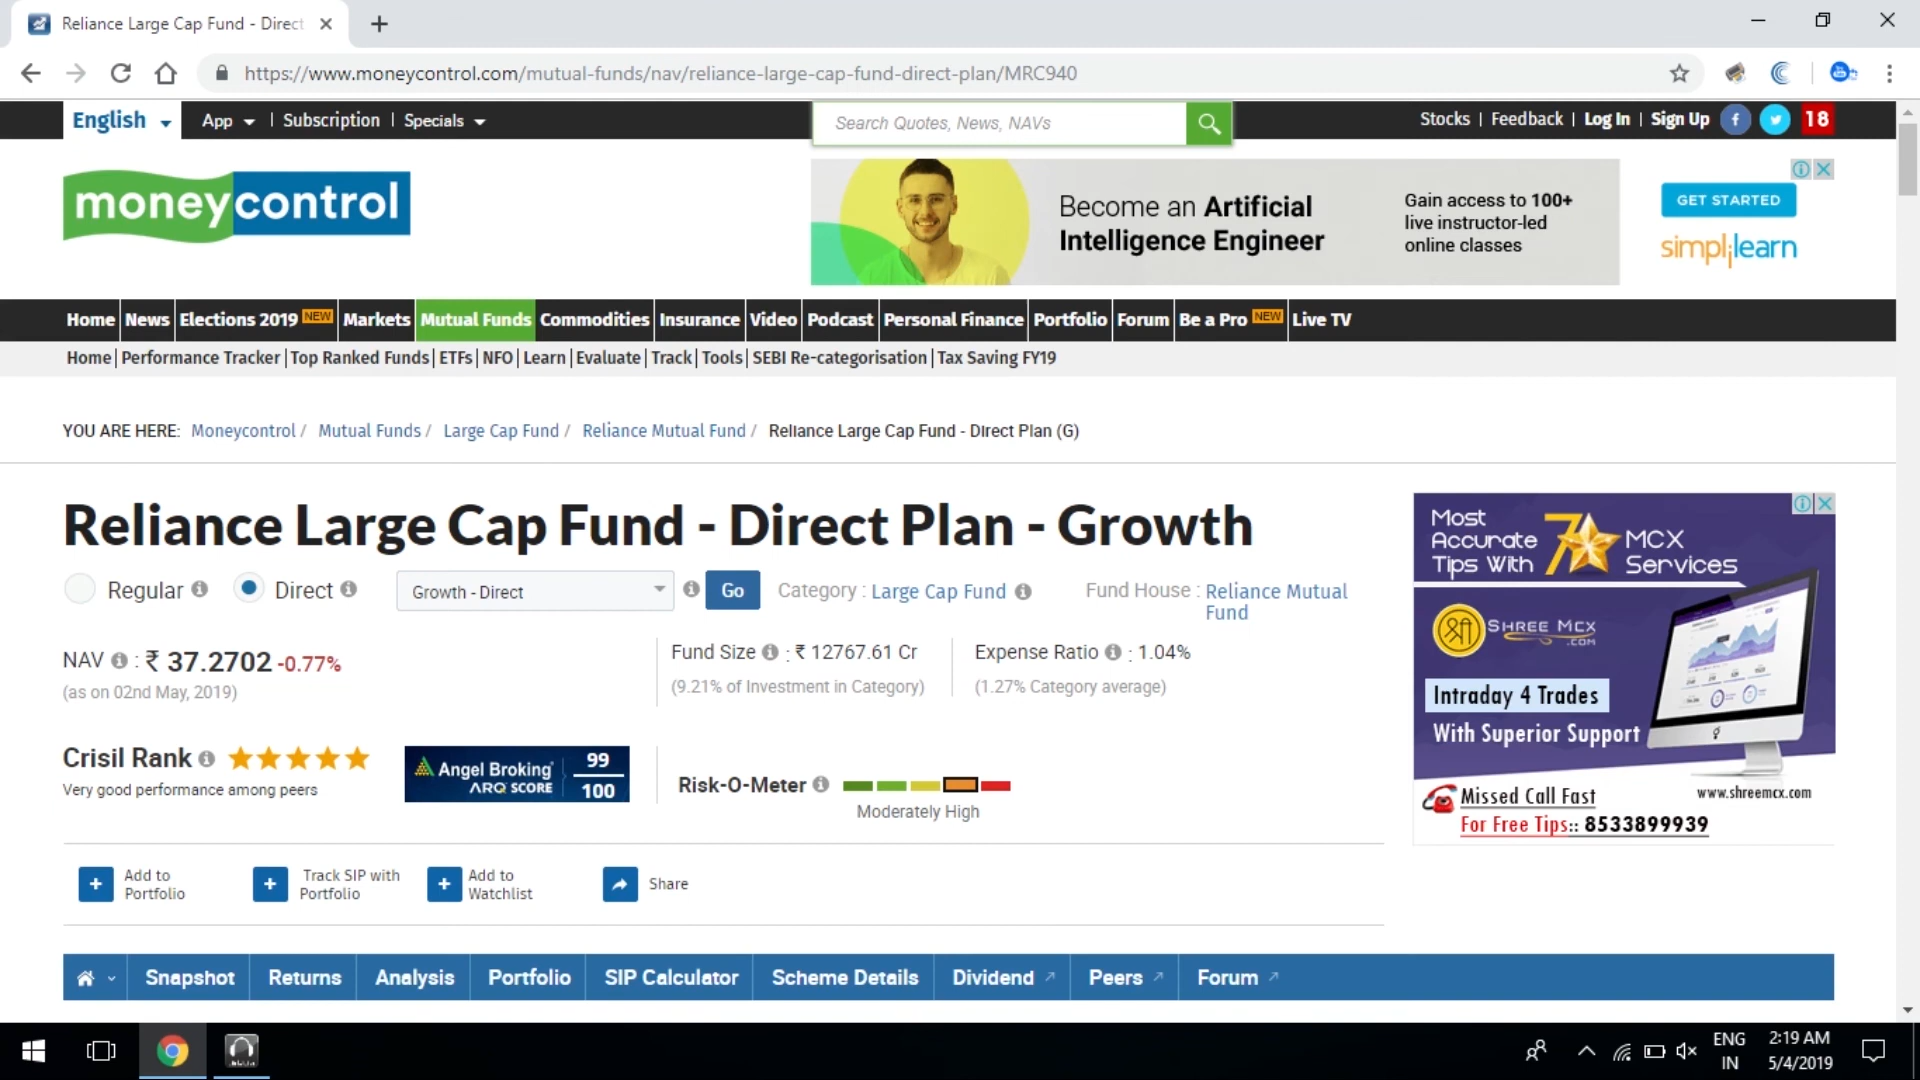 Reliance Large Cap Fund - Direct
https://www.moneycontrol.com/mutual-funds/nav/reliance-large-cap-fund-direct-plan/MRC940
English App | Subscription | Specials Search Quotes, News, NAVs Stocks | Feedback | Log In | Sign Up f 18
moneycontrol
Become an Artificial
Intelligence Engineer
Gain access to 100+
live instructor-led
online classes
GET STARTED
simplilearn
Home News Elections 2019 NEW Markets Mutual Funds Commodities Insurance Video Podcast Personal Finance Portfolio Forum Be a Pro NEW Live TV
Home | Performance Tracker | Top Ranked Funds | ETFs | NFO | Learn | Evaluate | Track | Tools | SEBI Re-categorisation | Tax Saving FY19
YOU ARE HERE: Moneycontrol / Mutual Funds / Large Cap Fund / Reliance Mutual Fund / Reliance Large Cap Fund - Direct Plan (G)
Reliance Large Cap Fund - Direct Plan - Growth
Regular Direct Growth - Direct Go Category : Large Cap Fund Fund House : Reliance Mutual
Fund
NAV : ₹ 37.2702 -0.77%
(as on 02nd May, 2019)
Fund Size : ₹ 12767.61 Cr
(9.21% of Investment in Category)
Expense Ratio : 1.04%
(1.27% Category average)
Crisil Rank
Very good performance among peers
Angel Broking
ARQ SCORE
99
100
Risk-O-Meter
Moderately High
Add to
Portfolio
Track SIP with
Portfolio
Add to
Watchlist
Share
Most
Accurate
Tips With
7
MCX
Services
श्री
SHREE MCX
.COM
Intraday 4 Trades
With Superior Support
Missed Call Fast
www.shreemcx.com
For Free Tips:: 8533899939
Snapshot Returns Analysis Portfolio SIP Calculator Scheme Details Dividend Peers Forum
ENG
IN
2:19 AM
5/4/2019